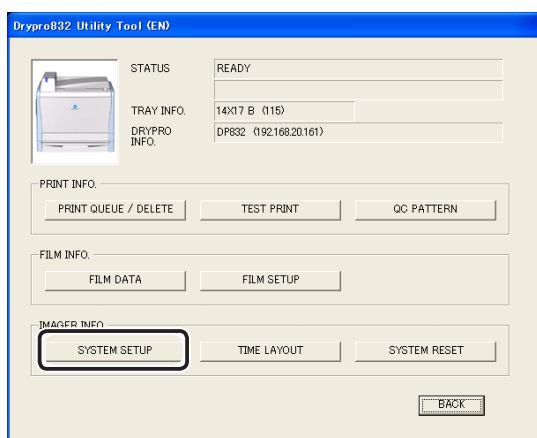 Drypro832 Utility Tool (EN)
STATUS READY
TRAY INFO. 14X17 B (115)
DRYPRO INFO. DP832 (192.168.20.161)
PRINT INFO.
PRINT QUEUE / DELETE TEST PRINT QC PATTERN
FILM INFO.
FILM DATA FILM SETUP
IMAGER INFO.
SYSTEM SETUP TIME LAYOUT SYSTEM RESET
BACK